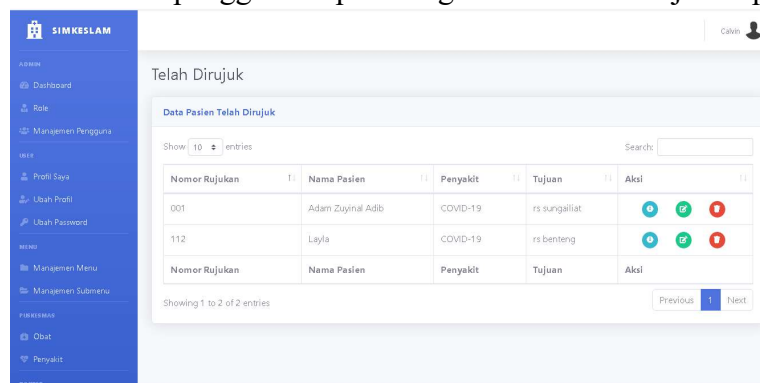 SIMKESLAM
Calvin
ADMIN
Dashboard
Role
Manajemen Pengguna
USER
Profil Saya
Ubah Profil
Ubah Password
MENU
Manajemen Menu
Manajemen Submenu
Obat
Penyakit
Telah Dirujuk
Data Pasien Telah Dirujuk
Show 10 entries
Search:
Nomor Rujukan Nama Pasien Penyakit Tujuan Aksi
001 Adam Zuyinal Adib COVID-19 rs sungailiat
112 Layla COVID-19 rs benteng
Nomor Rujukan Nama Pasien Penyakit Tujuan Aksi
Showing 1 to 2 of 2 entries
Previous 1 Next